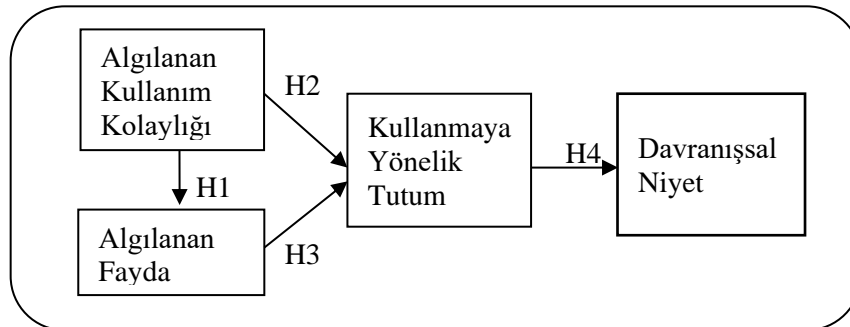 Algılanan
Kullanım
Kolaylığı
H2
Kullanmaya
Yönelik
Tutum
H4
Davranışsal
Niyet
H1
Algılanan
Fayda
H3